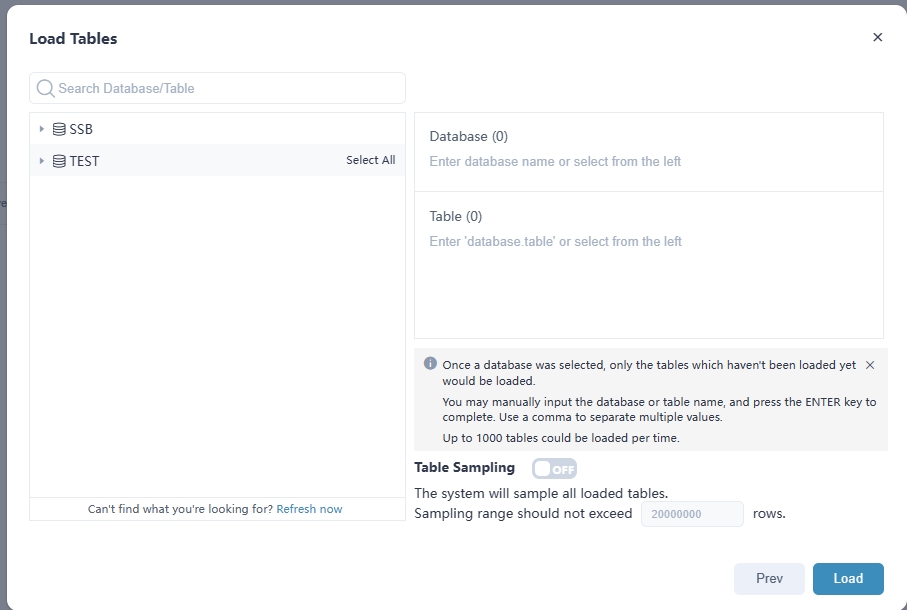 Load Tables
Search Database/Table
SSB
TEST
Select All
Can't find what you're looking for? Refresh now
Database (0)
Enter database name or select from the left
Table (0)
Enter 'database.table' or select from the left
Once a database was selected, only the tables which haven't been loaded yet
would be loaded.
You may manually input the database or table name, and press the ENTER key to
complete. Use a comma to separate multiple values.
Up to 1000 tables could be loaded per time.
Table Sampling OFF
The system will sample all loaded tables.
Sampling range should not exceed 20000000 rows.
Prev
Load